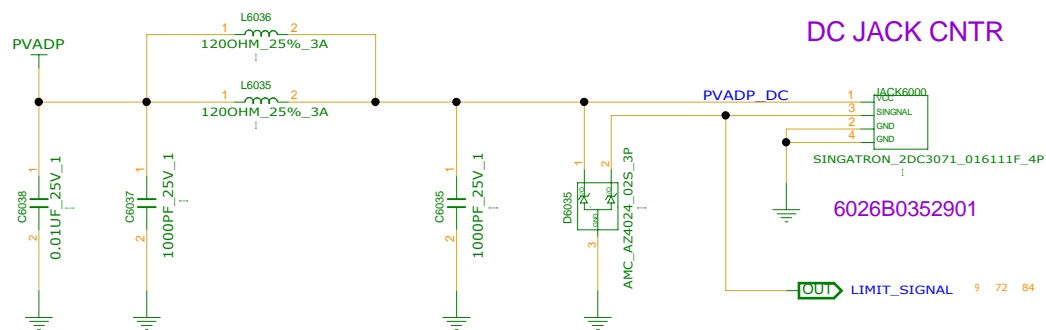 DC JACK CNTR
L6036
1 2
120OHM_25%_3A
PVADP
L6035
1 2
120OHM_25%_3A
PVADP_DC
JACK6000
1 VCC
3 SINGNAL
2 GND
4 GND
SINGATRON_2DC3071_016111F_4P
6026B0352901
1
C6038
2
0.01UF_25V_1
1
C6037
2
1000PF_25V_1
1
C6035
2
1000PF_25V_1
1 2
D6035
I/O I/O
GND
3
AMC_AZ4024_02S_3P
OUT LIMIT_SIGNAL 9 72 84